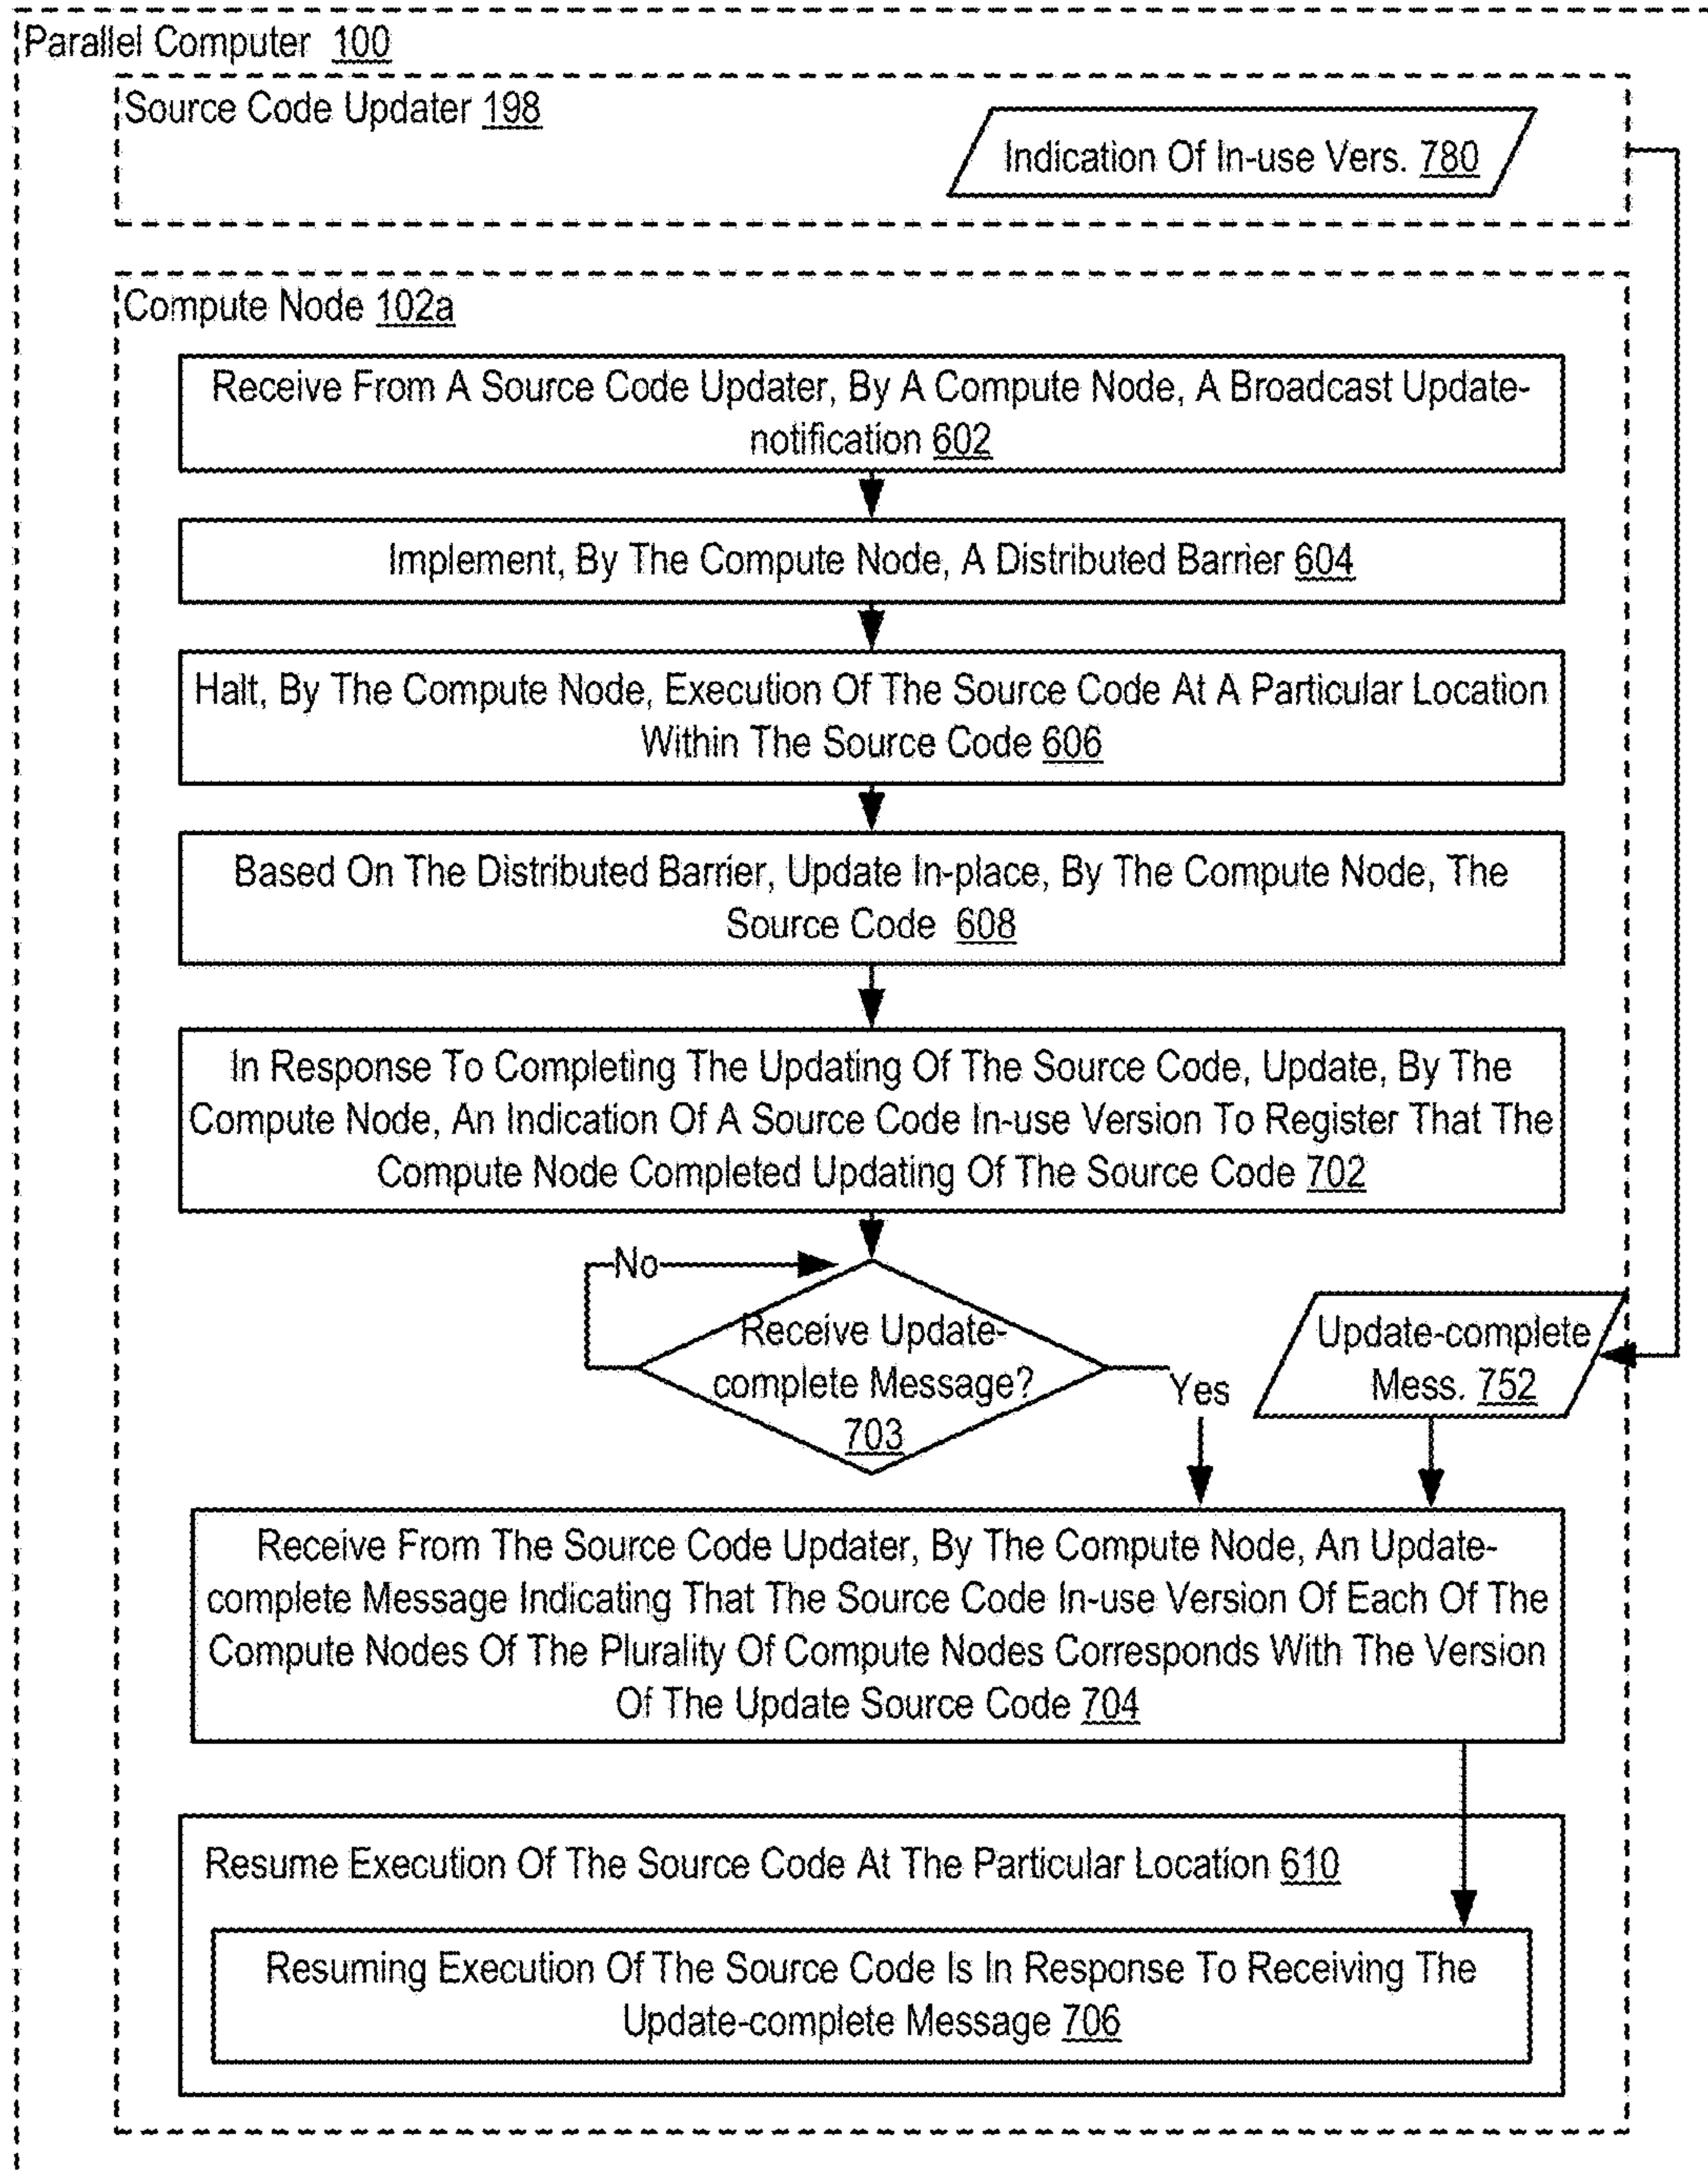 Parallel Computer 100
Source Code Updater 198
Indication Of In-use Vers. 780
Compute Node 102a
Receive From A Source Code Updater, By A Compute Node, A Broadcast Update-
notification 602
Implement, By The Compute Node, A Distributed Barrier 604
Halt, By The Compute Node, Execution Of The Source Code At A Particular Location
Within The Source Code 606
Based On The Distributed Barrier, Update In-place, By The Compute Node, The
Source Code 608
In Response To Completing The Updating Of The Source Code, Update, By The
Compute Node, An Indication Of A Source Code In-use Version To Register That The
Compute Node Completed Updating Of The Source Code 702
No
Receive Update-
complete Message?
703
Yes
Update-complete
Mess. 752
Receive From The Source Code Updater, By The Compute Node, An Update-
complete Message Indicating That The Source Code In-use Version Of Each Of The
Compute Nodes Of The Plurality Of Compute Nodes Corresponds With The Version
Of The Update Source Code 704
Resume Execution Of The Source Code At The Particular Location 610
Resuming Execution Of The Source Code Is In Response To Receiving The
Update-complete Message 706